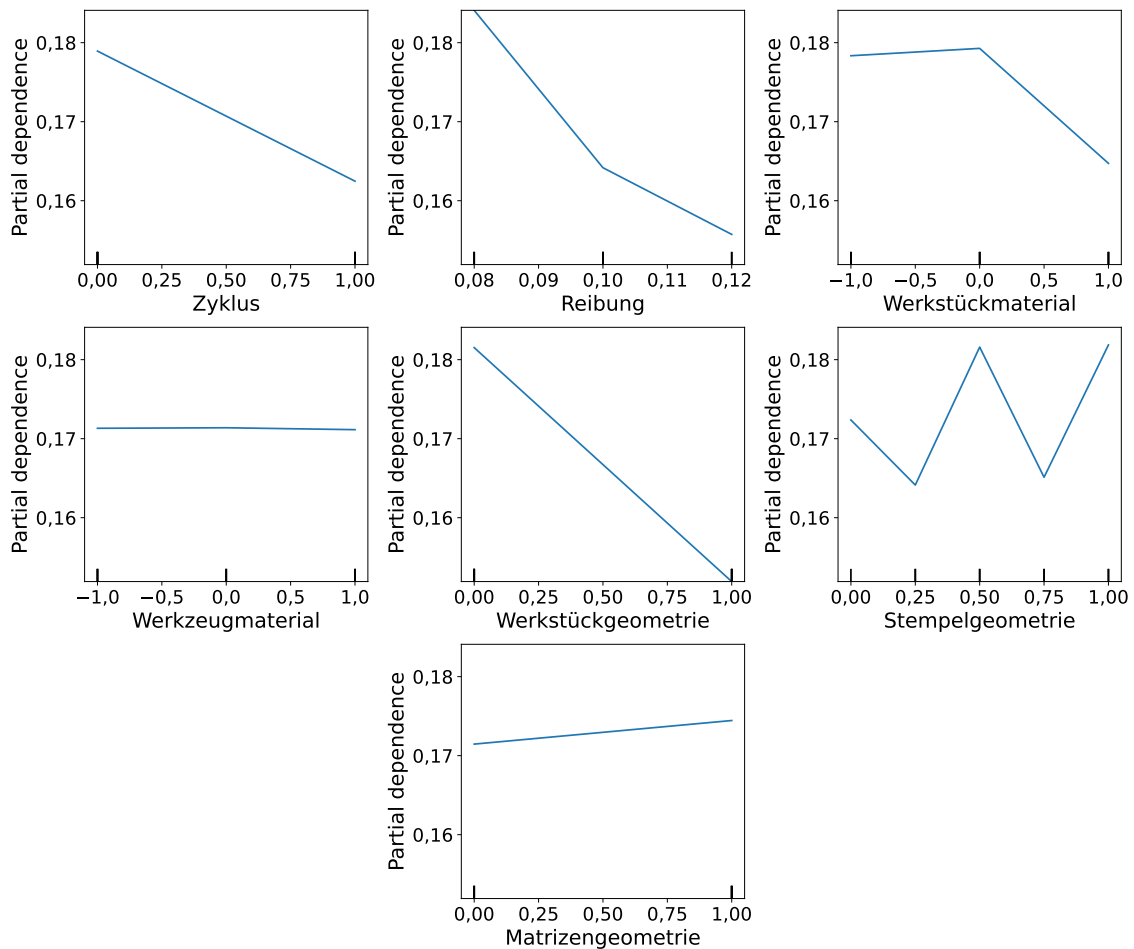 Partial dependence
0,18
0,17
0,16
0,00 0,25 0,50 0,75 1,00
Zyklus
Partial dependence
0,18
0,17
0,16
0,08 0,09 0,10 0,11 0,12
Reibung
Partial dependence
0,18
0,17
0,16
−1,0 −0,5 0,0 0,5 1,0
Werkstückmaterial
Partial dependence
0,18
0,17
0,16
−1,0 −0,5 0,0 0,5 1,0
Werkzeugmaterial
Partial dependence
0,18
0,17
0,16
0,00 0,25 0,50 0,75 1,00
Werkstückgeometrie
Partial dependence
0,18
0,17
0,16
0,00 0,25 0,50 0,75 1,00
Stempelgeometrie
Partial dependence
0,18
0,17
0,16
0,00 0,25 0,50 0,75 1,00
Matrizengeometrie